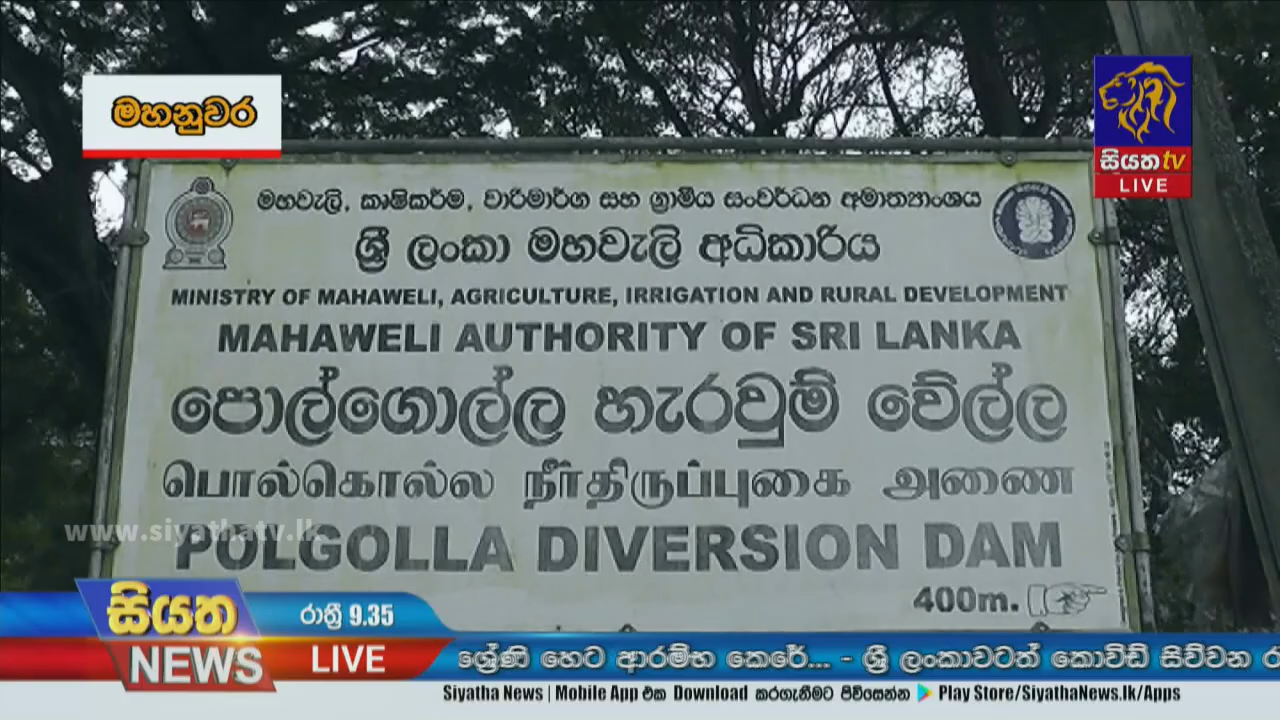 මහනුවර
සියත tv
LIVE
මහවැලි, කෘෂිකර්ම, වාරිමාර්ග සහ ග්‍රාමීය සංවර්ධන අමාත්‍යාංශය
ශ්‍රී ලංකා මහවැලි අධිකාරිය
MINISTRY OF MAHAWELI, AGRICULTURE, IRRIGATION AND RURAL DEVELOPMENT
MAHAWELI AUTHORITY OF SRI LANKA
පොල්ගොල්ල හැරවුම් වේල්ල
பொல்கொல்ல நீர்திருப்புகை அணை
www.siyathatv.lk
POLGOLLA DIVERSION DAM
400m.
සියත
NEWS
රාත්‍රී 9.35
LIVE
ශ්‍රේණි හෙට ආරම්භ කෙරේ... - ශ්‍රී ලංකාවටත් කොවිඩ් සිව්වන
Siyatha News | Mobile App එක Download කරගැනීමට පිවිසෙන්න Play Store/SiyathaNews.lk/Apps